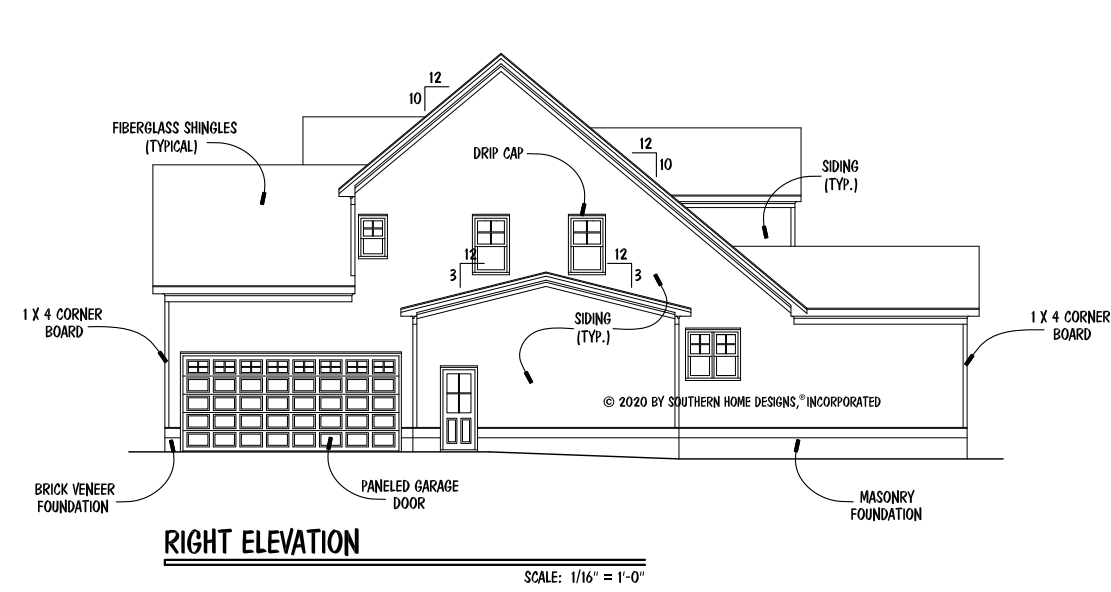 12
10
FIBERGLASS SHINGLES
(TYPICAL)
DRIP CAP
12
10
SIDING
(TYP.)
12
3
12
3
1 X 4 CORNER
BOARD
SIDING
(TYP.)
1 X 4 CORNER
BOARD
© 2020 BY SOUTHERN HOME DESIGNS,® INCORPORATED
BRICK VENEER
FOUNDATION
PANELED GARAGE
DOOR
MASONRY
FOUNDATION
RIGHT ELEVATION
SCALE: 1/16" = 1'-0"